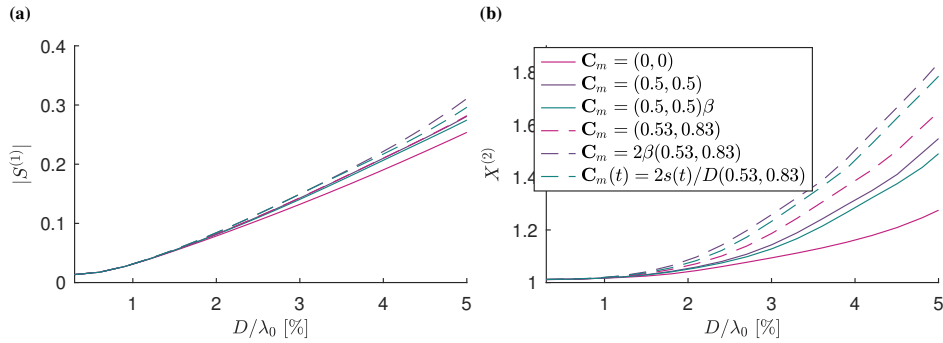 (a)
0.4
0.3
0.2
0.1
0
|S^{(1)}|
1 2 3 4 5
D/λ_0 [%]
(b)
1.8
1.6
1.4
1.2
1
X^{(2)}
C_m = (0, 0)
C_m = (0.5, 0.5)
C_m = (0.5, 0.5)β
C_m = (0.53, 0.83)
C_m = 2β(0.53, 0.83)
C_m(t) = 2s(t)/D(0.53, 0.83)
1 2 3 4 5
D/λ_0 [%]